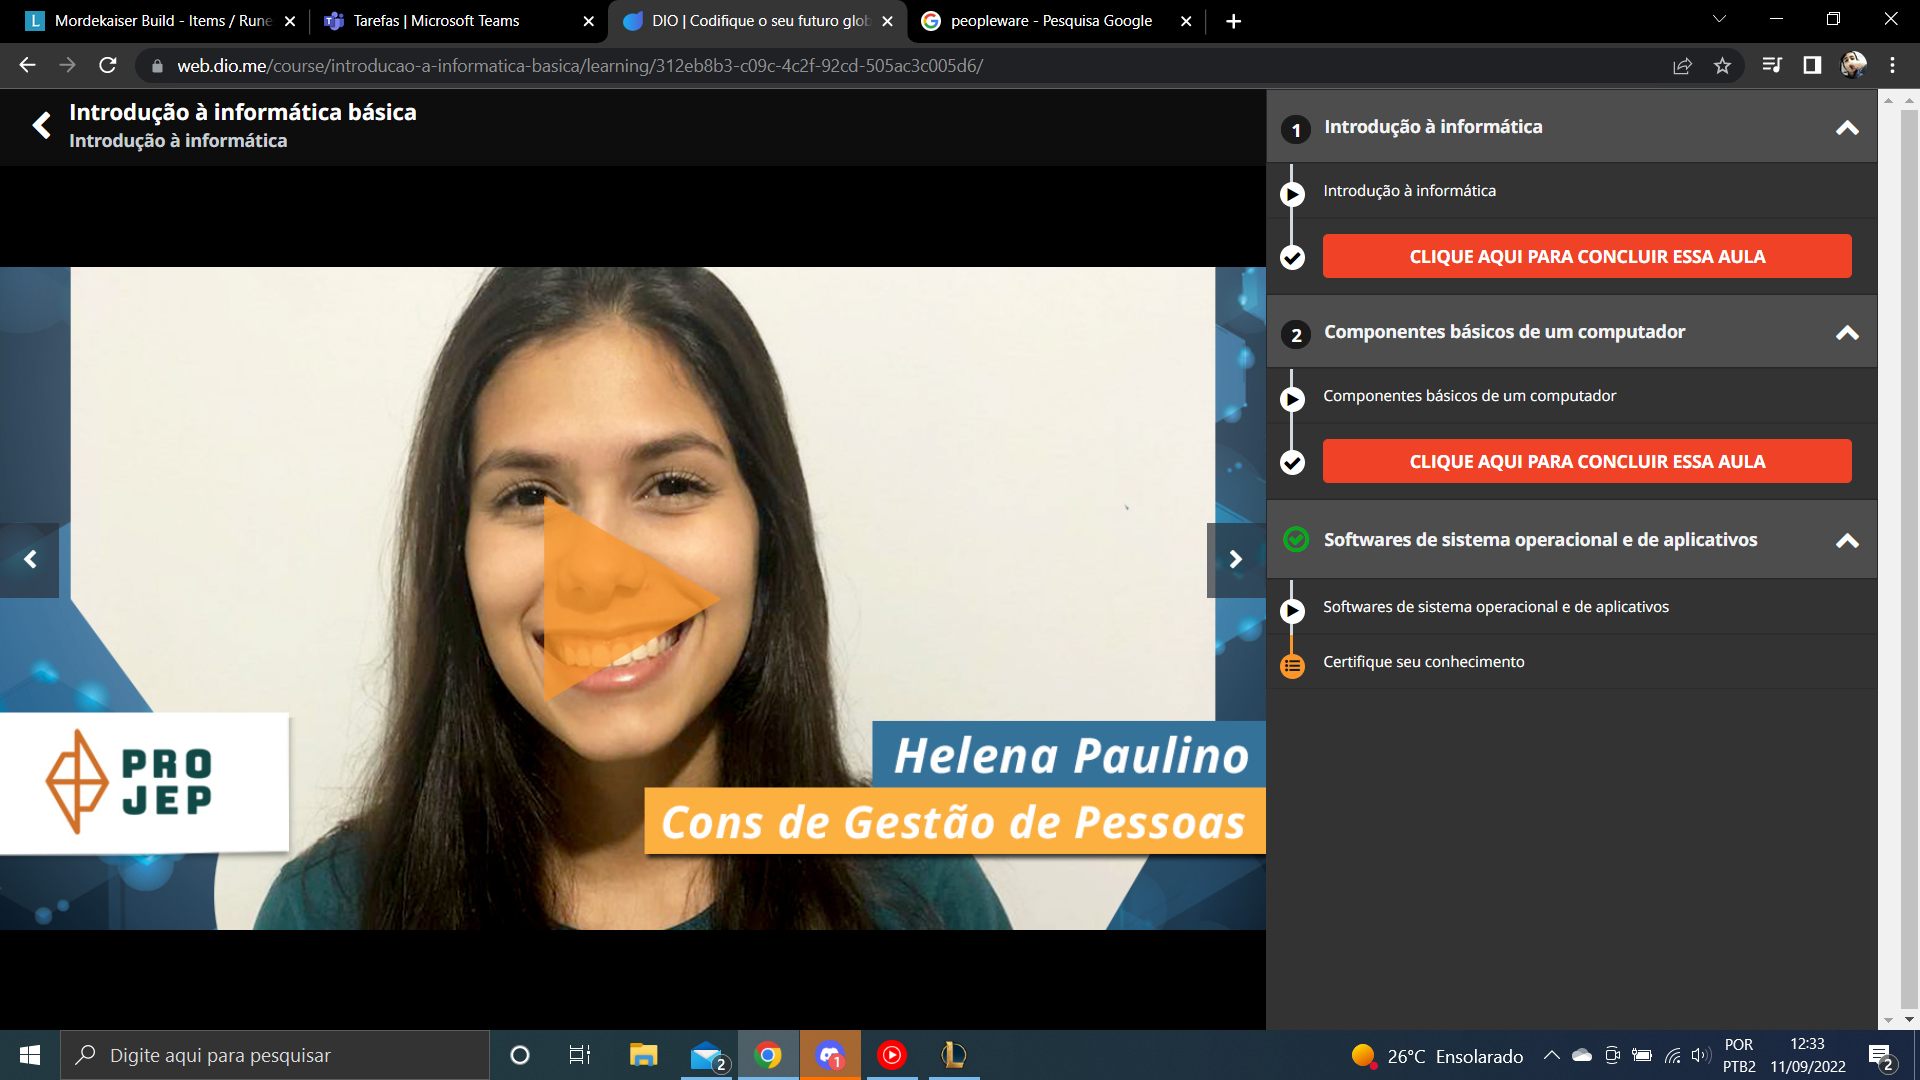 Mordekaiser Build - Items / Rune
Tarefas | Microsoft Teams
DIO | Codifique o seu futuro glob
peopleware - Pesquisa Google
web.dio.me/course/introducao-a-informatica-basica/learning/312eb8b3-c09c-4c2f-92cd-505ac3c005d6/
Introdução à informática básica
Introdução à informática
1 Introdução à informática
Introdução à informática
CLIQUE AQUI PARA CONCLUIR ESSA AULA
2 Componentes básicos de um computador
Componentes básicos de um computador
CLIQUE AQUI PARA CONCLUIR ESSA AULA
Softwares de sistema operacional e de aplicativos
Softwares de sistema operacional e de aplicativos
Certifique seu conhecimento
PRO
JEP
Helena Paulino
Cons de Gestão de Pessoas
Digite aqui para pesquisar
2
1
26°C Ensolarado
POR
PTB2
12:33
11/09/2022
2